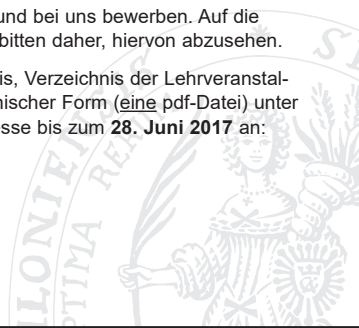 und bei uns bewerben. Auf die
bitten daher, hiervon abzusehen.
is, Verzeichnis der Lehrveranstal-
nischer Form (eine pdf-Datei) unter
esse bis zum 28. Juni 2017 an: